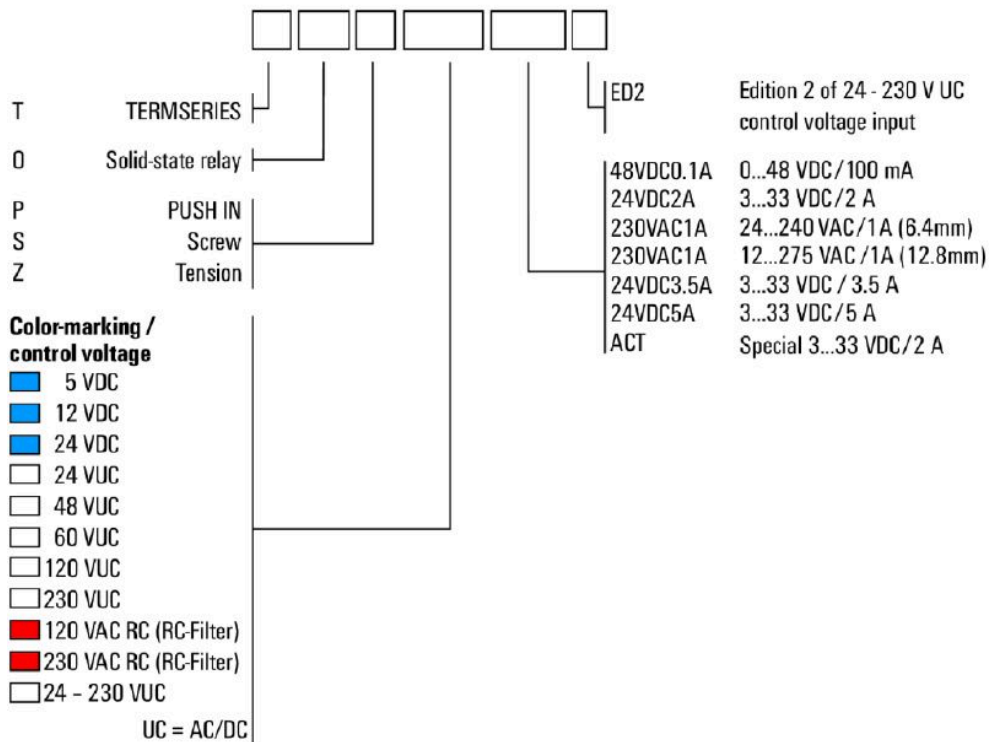 T TERMSERIES
O Solid-state relay
P PUSH IN
S Screw
Z Tension
Color-marking /
control voltage
5 VDC
12 VDC
24 VDC
24 VUC
48 VUC
60 VUC
120 VUC
230 VUC
120 VAC RC (RC-Filter)
230 VAC RC (RC-Filter)
24 – 230 VUC
UC = AC/DC
ED2 Edition 2 of 24 - 230 V UC
control voltage input
48VDC0.1A 0...48 VDC/100 mA
24VDC2A 3...33 VDC/2 A
230VAC1A 24...240 VAC/1A (6.4mm)
230VAC1A 12...275 VAC /1A (12.8mm)
24VDC3.5A 3...33 VDC / 3.5 A
24VDC5A 3...33 VDC/5 A
ACT Special 3...33 VDC/2 A